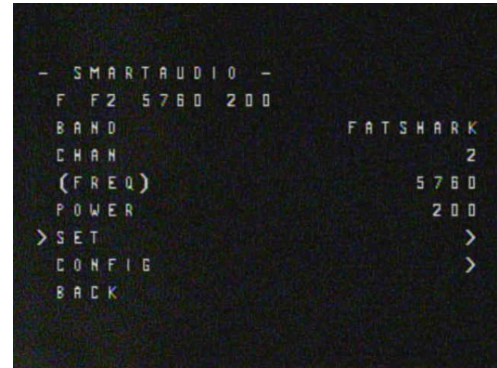 - SMARTAUDIO -
F F2 5760 200
BAND FATSHARK
CHAN 2
(FREQ) 5760
POWER 200
>SET >
CONFIG >
BACK